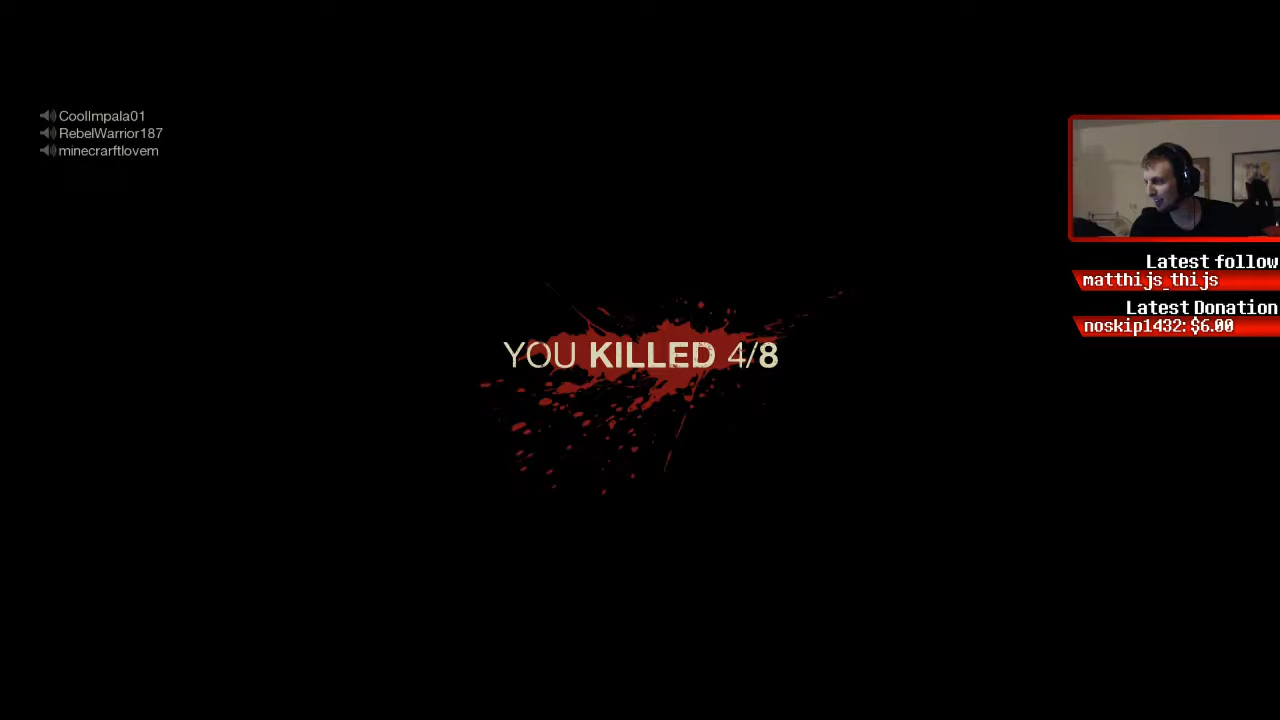 CoolImpala01
RebelWarrior187
minecrarftlovem
Latest follow
matthijs_thijs
Latest Donation
noskip1432: $6.00
YOU KILLED 4/8